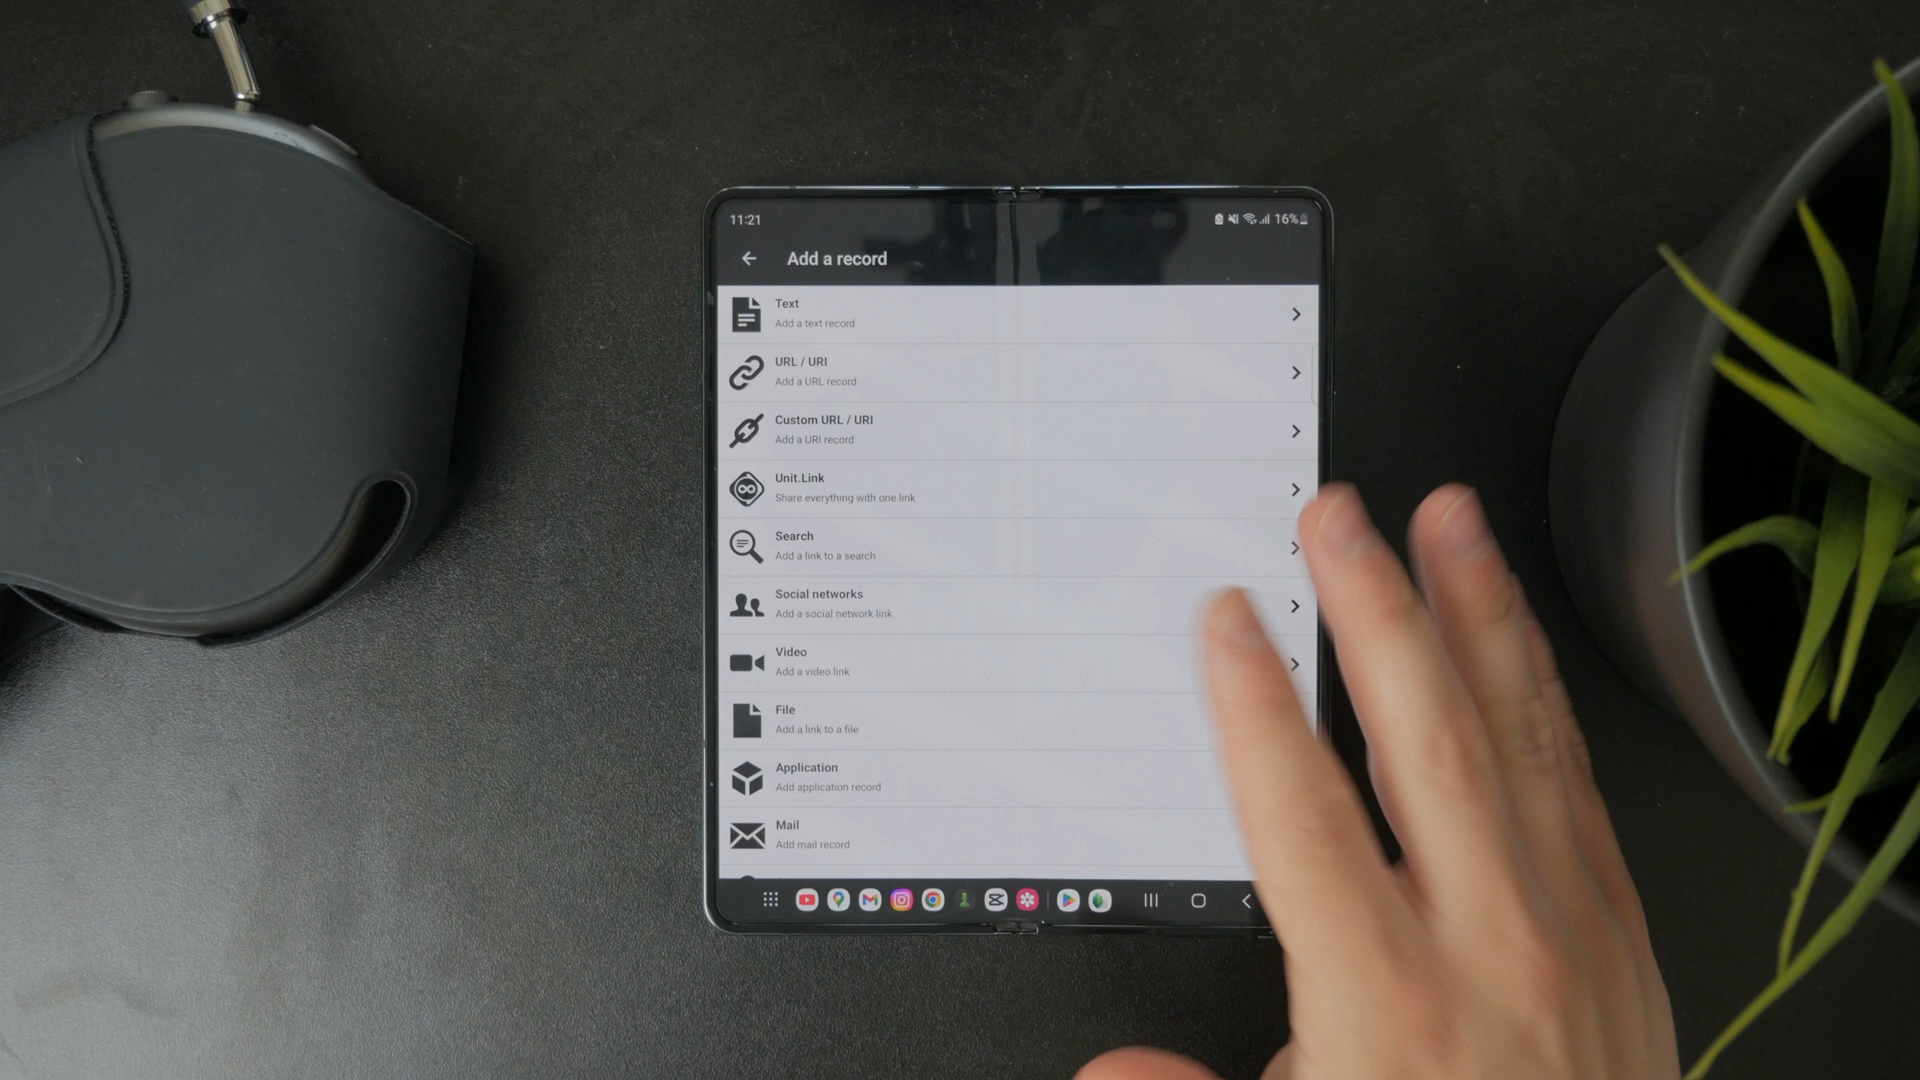 11:21
16%
Add a record
Text
Add a text record
URL / URI
Add a URL record
Custom URL / URI
Add a URI record
Unit.Link
Share everything with one link
Search
Add a link to a search
Social networks
Add a social network link
Video
Add a video link
File
Add a link to a file
Application
Add application record
Mail
Add mail record